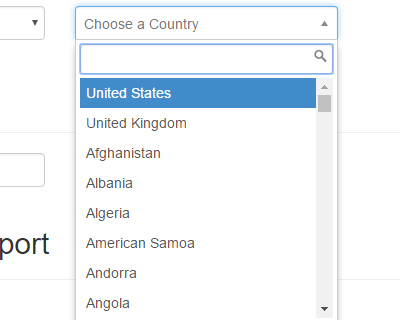 Choose a Country
United States
United Kingdom
Afghanistan
Albania
Algeria
American Samoa
port
Andorra
Angola